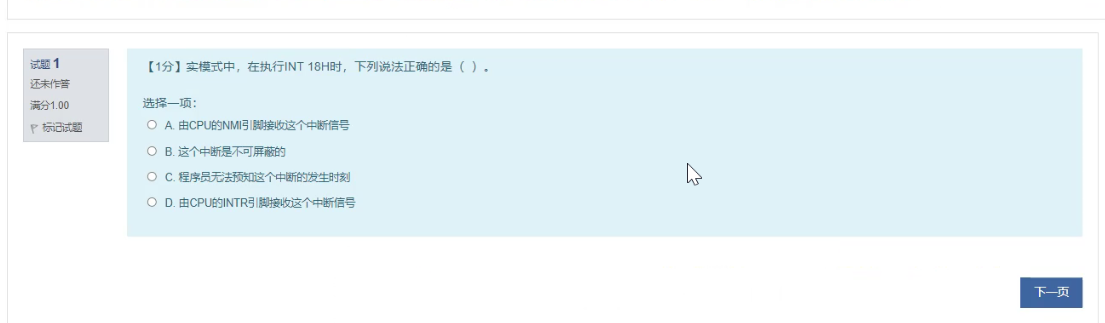 试题 1
还未作答
满分1.00
标记试题
【1分】实模式中，在执行INT 18H时，下列说法正确的是（ ）。
选择一项：
A. 由CPU的NMI引脚接收这个中断信号
B. 这个中断是不可屏蔽的
C. 程序员无法预知这个中断的发生时刻
D. 由CPU的INTR引脚接收这个中断信号
下一页